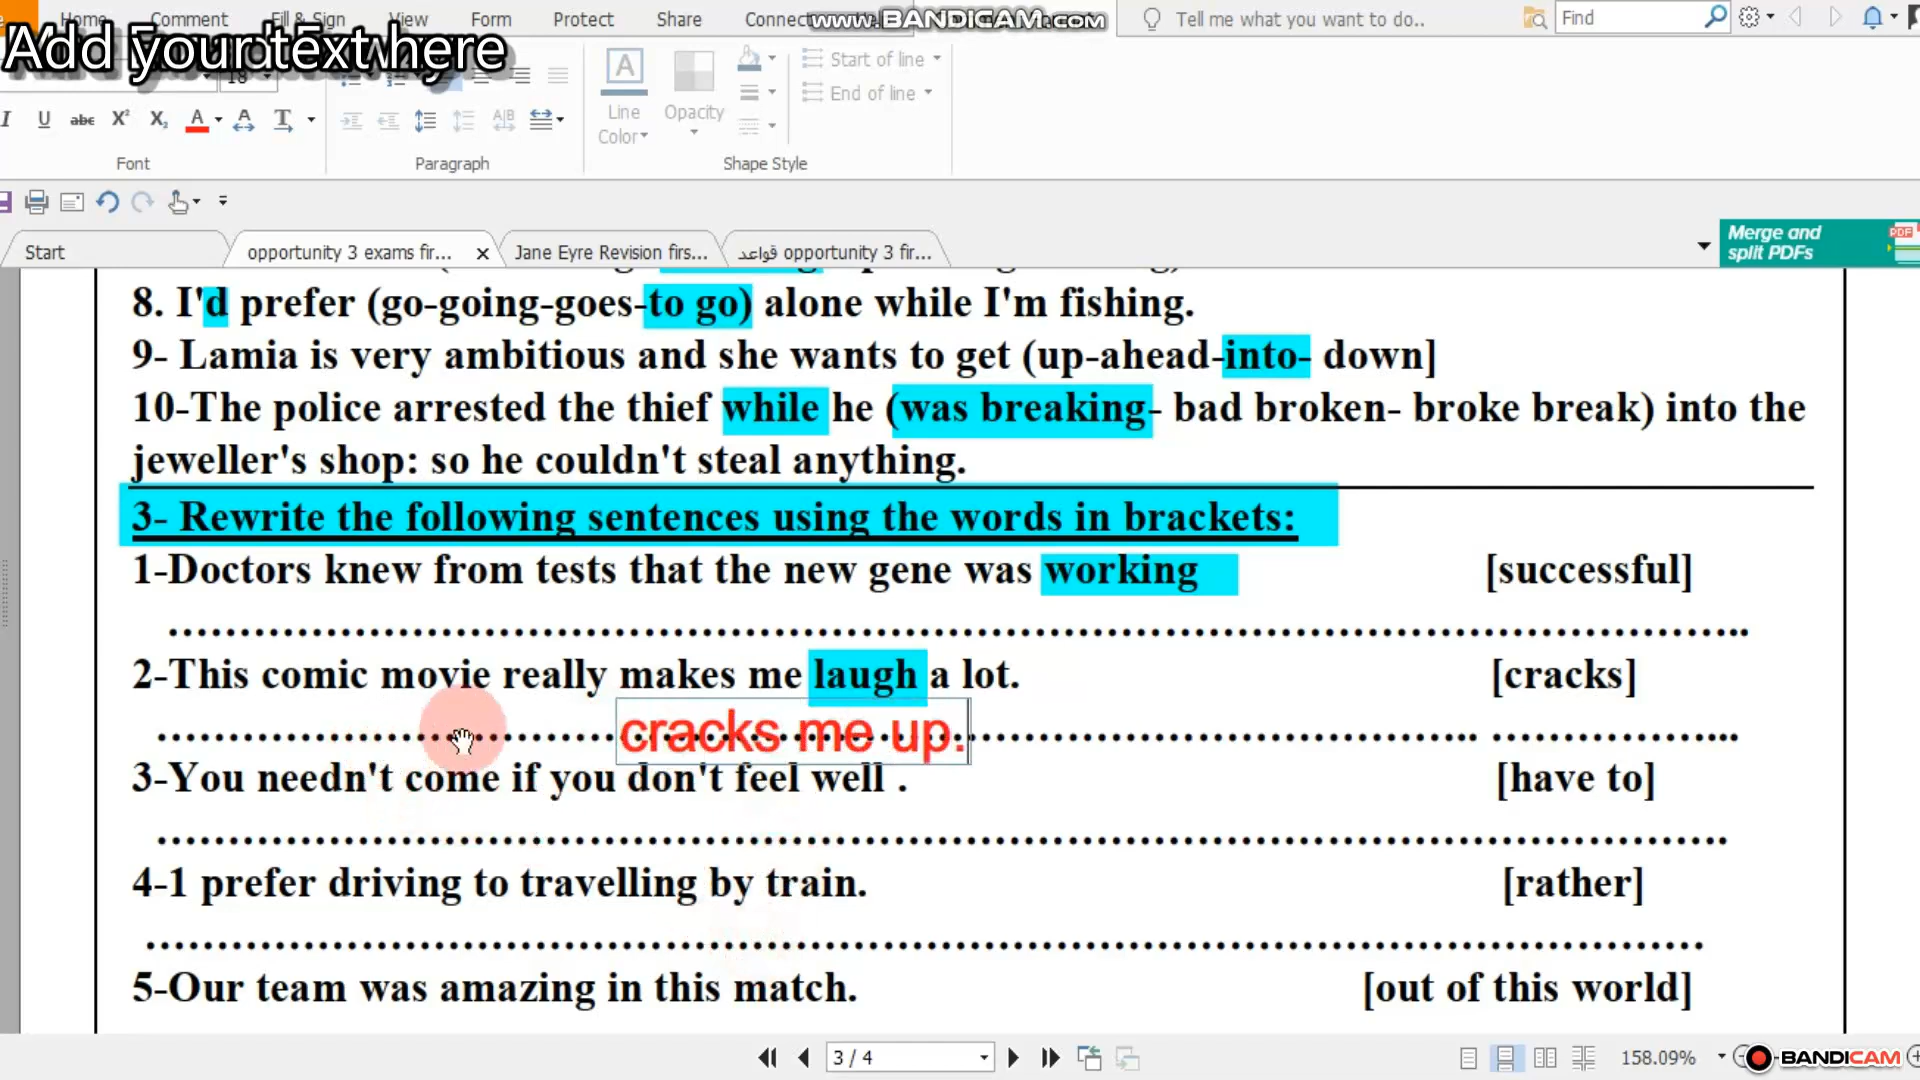 Home Comment Fill & Sign View Form Protect Share Connect www.BANDICAM.com Tell me what you want to do.. Find
Add your text here
18
Start of line
End of line
I U abc X² X₂ A A T
Line Color
Opacity
Font Paragraph Shape Style
Start opportunity 3 exams fir... Jane Eyre Revision firs... قواعد opportunity 3 fir... Merge and split PDFs PDF
8. I'd prefer (go-going-goes-to go) alone while I'm fishing.
9- Lamia is very ambitious and she wants to get (up-ahead-into- down]
10-The police arrested the thief while he (was breaking- bad broken- broke break) into the
jeweller's shop: so he couldn't steal anything.
3- Rewrite the following sentences using the words in brackets:
1-Doctors knew from tests that the new gene was working [successful]
2-This comic movie really makes me laugh a lot. [cracks]
cracks me up.
3-You needn't come if you don't feel well . [have to]
4-1 prefer driving to travelling by train. [rather]
5-Our team was amazing in this match. [out of this world]
3 / 4 158.09% BANDICAM